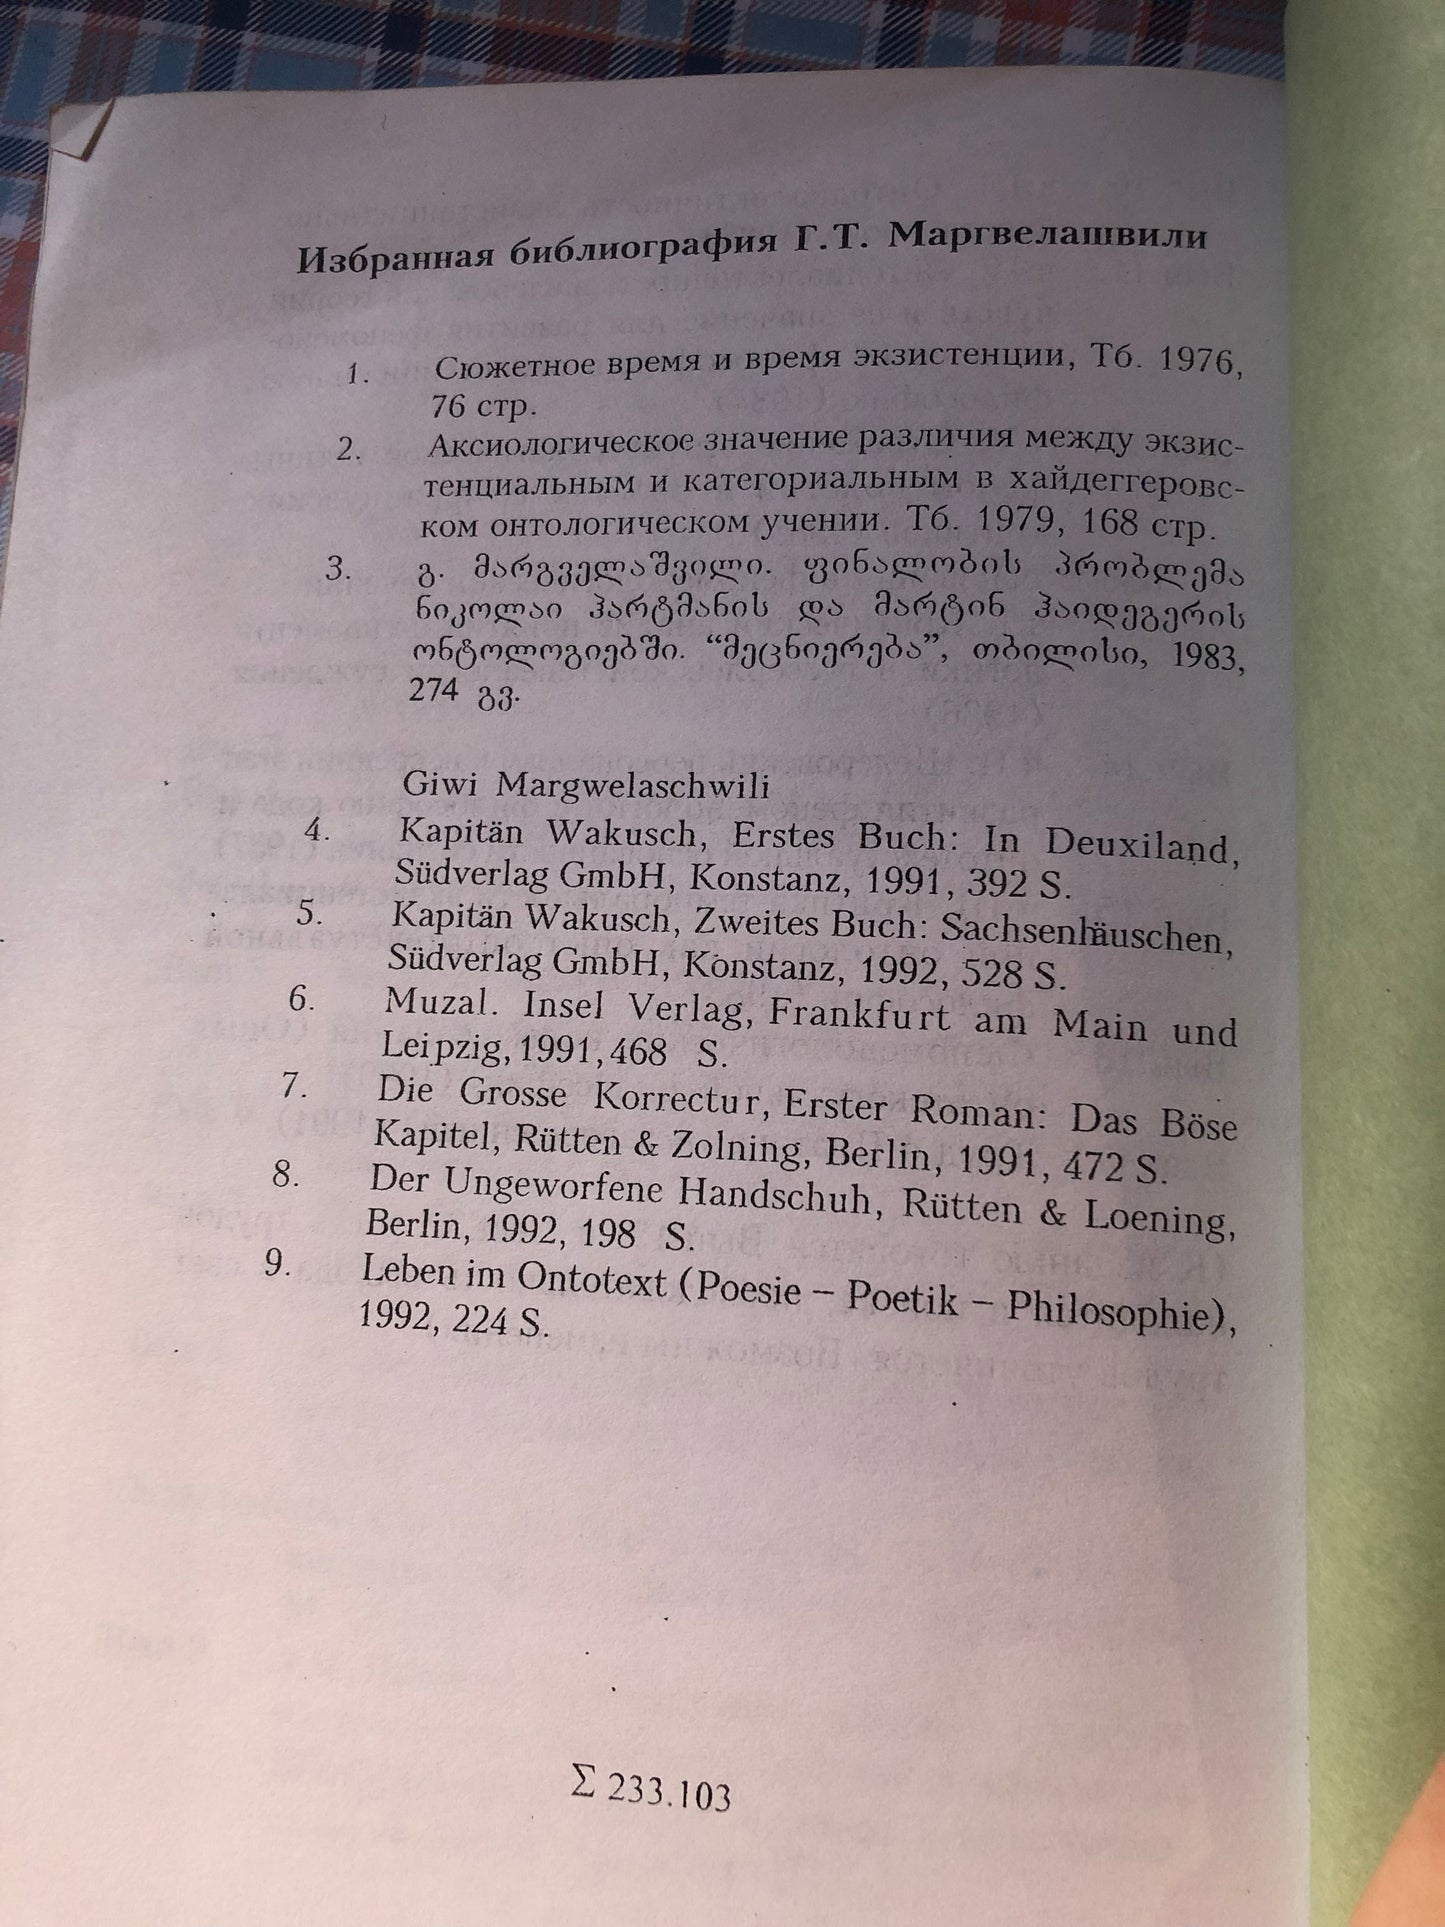 Избранная библиография Г.Т. Маргвелашвили
1. Сюжетное время и время экзистенции, Тб. 1976,
76 стр.
2. Аксиологическое значение различия между экзис-
тенциальным и категориальным в хайдеггеровс-
ком онтологическом учении. Тб. 1979, 168 стр.
3. გ. მარგველაშვილი. ფინალობის პრობლემა
ნიკოლაი ჰარტმანის და მარტინ ჰაიდეგერის
ონტოლოგიებში. “მეცნიერება”, თბილისი, 1983,
274 გვ.
Giwi Margwelaschwili
4. Kapitän Wakusch, Erstes Buch: In Deuxiland,
Südverlag GmbH, Konstanz, 1991, 392 S.
5. Kapitän Wakusch, Zweites Buch: Sachsenhäuschen,
Südverlag GmbH, Konstanz, 1992, 528 S.
6. Muzal. Insel Verlag, Frankfurt am Main und
Leipzig, 1991, 468 S.
7. Die Grosse Korrectur, Erster Roman: Das Böse
Kapitel, Rütten & Zolning, Berlin, 1991, 472 S.
8. Der Ungeworfene Handschuh, Rütten & Loening,
Berlin, 1992, 198 S.
9. Leben im Ontotext (Poesie – Poetik – Philosophie),
1992, 224 S.
Σ 233.103